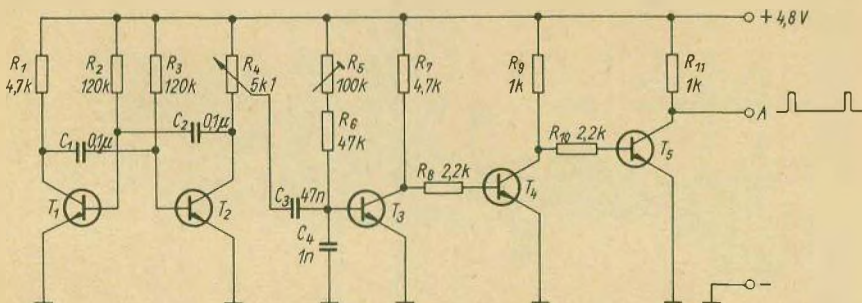 + 4,8V
R1 4,7k
R2 120k
R3 120k
R4 5k1
R5 100k
R6 47k
R7 4,7k
R9 1k
R11 1k
C1 0,1µ
C2 0,1µ
A
R8 2,2k
R10 2,2k
T1
T2
C3 47n
T3
T4
T5
C4 1n
−